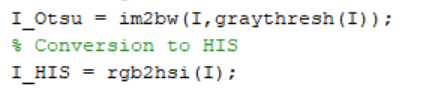 I_Otsu = im2bw(I,graythresh(I));
% Conversion to HIS
I_HIS = rgb2hsi(I);